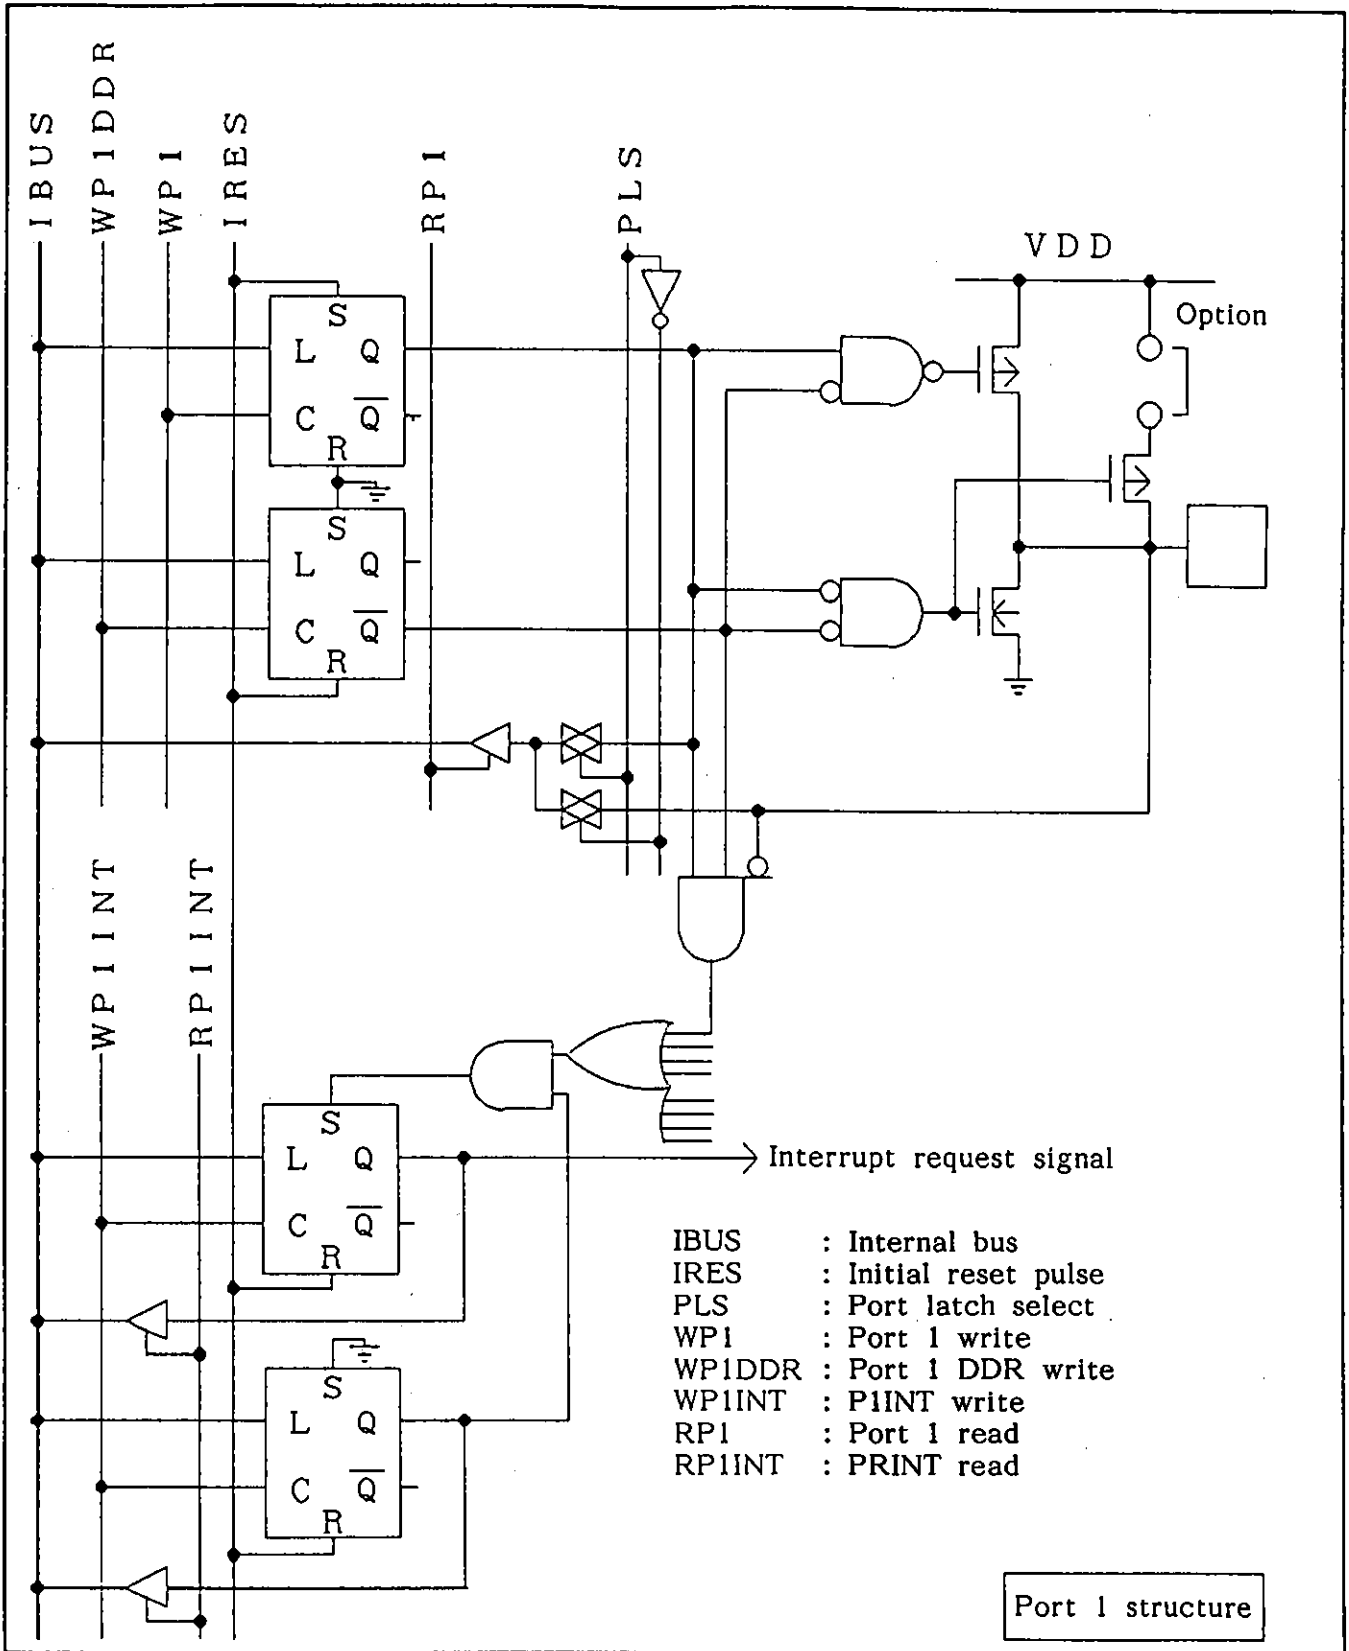 IBUS
WP1DDR
WP1
IRES
RP1
PLS
VDD
Option
S
L Q
C Q
R
S
L Q
C Q
R
WP1INT
RP1INT
S
L Q
C Q
R
Interrupt request signal
IBUS : Internal bus
IRES : Initial reset pulse
PLS : Port latch select
WP1 : Port 1 write
WP1DDR : Port 1 DDR write
WP1INT : P1INT write
RP1 : Port 1 read
RP1INT : PRINT read
S
L Q
C Q
R
Port 1 structure